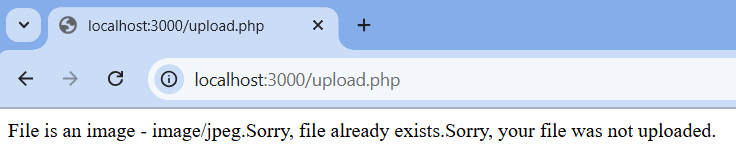 localhost:3000/upload.php
localhost:3000/upload.php
File is an image - image/jpeg.Sorry, file already exists.Sorry, your file was not uploaded.